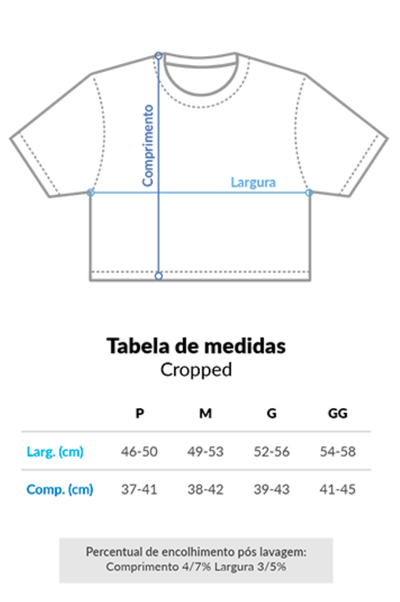 Comprimento
Largura
Tabela de medidas
Cropped
P M G GG
Larg. (cm) 46-50 49-53 52-56 54-58
Comp. (cm) 37-41 38-42 39-43 41-45
Percentual de encolhimento pós lavagem:
Comprimento 4/7% Largura 3/5%